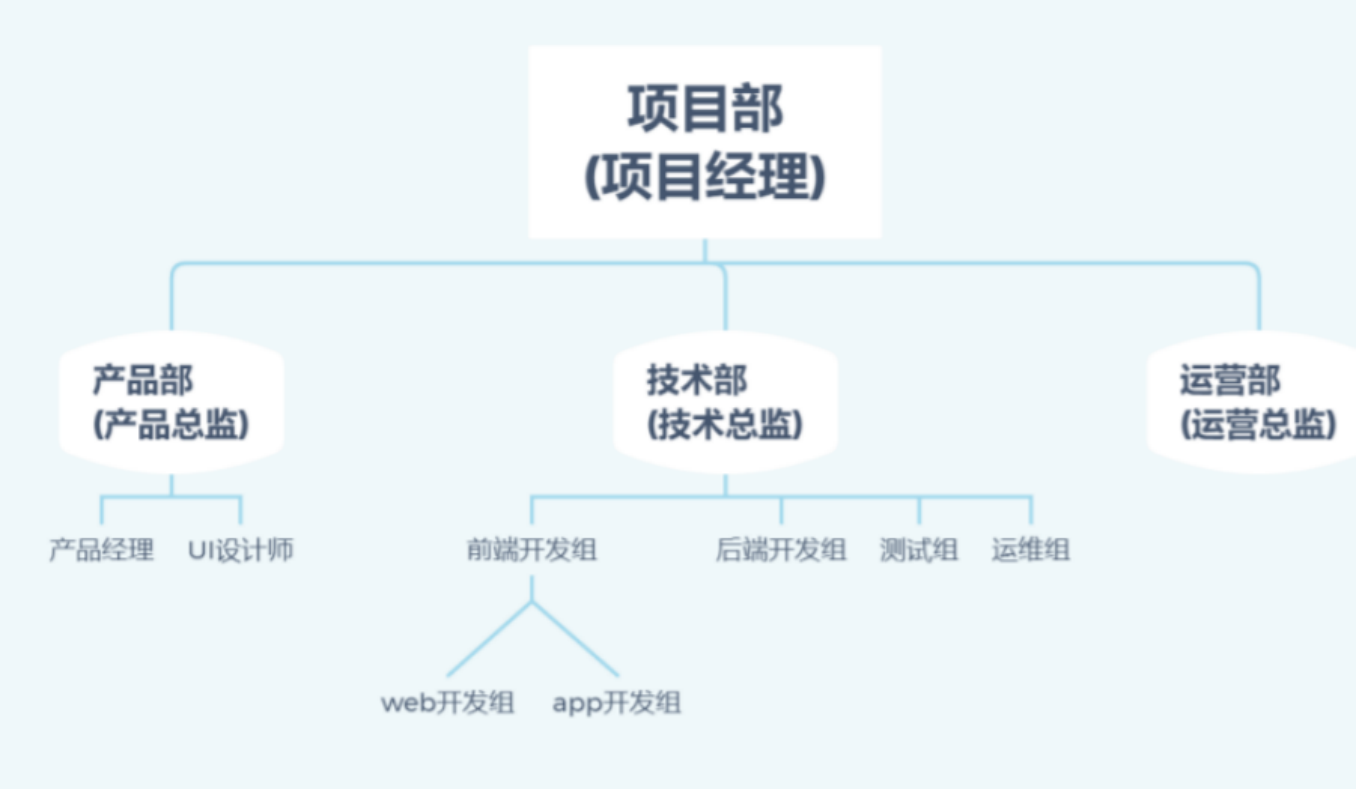 项目部
(项目经理)
产品部
(产品总监)
技术部
(技术总监)
运营部
(运营总监)
产品经理
UI设计师
前端开发组
后端开发组
测试组
运维组
web开发组
app开发组